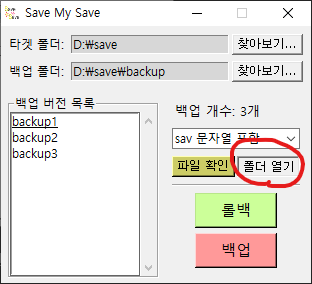 Save My Save
타겟 폴더: D:₩save 찾아보기...
백업 폴더: D:₩save₩backup 찾아보기...
백업 버전 목록
backup1
backup2
backup3
백업 개수: 3개
sav 문자열 포함
파일 확인 폴더 열기
롤백
백업